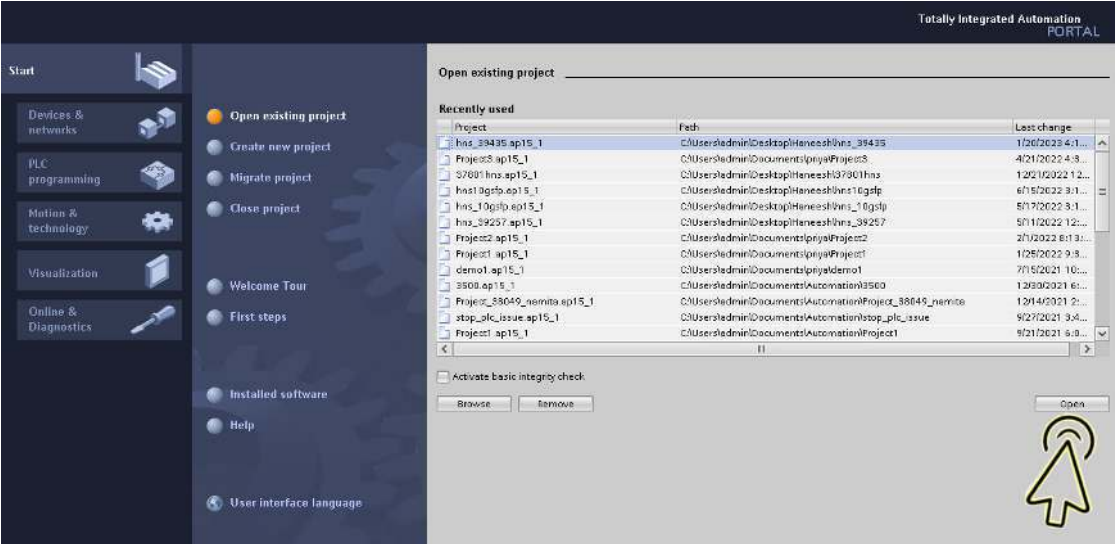 Totally Integrated Automation
PORTAL
Start
Devices &
networks
PLC
programming
Motion &
technology
Visualization
Online &
Diagnostics
Open existing project
Create new project
Migrate project
Close project
Welcome Tour
First steps
Installed software
Help
User interface language
Open existing project
Recently used
Project Path Last change
hns_39435.ap15_1 C:\Users\admin\Desktop\Haneesh\hns_39435 1/20/2023 4:1...
Project3.ap15_1 C:\Users\admin\Documents\priya\Project3 4/21/2022 4:3...
37801hns.ap15_1 C:\Users\admin\Desktop\Haneesh\37801hns 12/21/2022 12...
hns10gsfp.ap15_1 C:\Users\admin\Desktop\Haneesh\hns10gsfp 6/15/2022 3:1...
hns_10gsfp.ap15_1 C:\Users\admin\Desktop\Haneesh\hns_10gsfp 5/17/2022 3:1...
hns_39257.ap15_1 C:\Users\admin\Desktop\Haneesh\hns_39257 5/11/2022 12:...
Project2.ap15_1 C:\Users\admin\Documents\priya\Project2 2/1/2022 8:13:...
Project1.ap15_1 C:\Users\admin\Documents\priya\Project1 1/25/2022 9:3...
demo1.ap15_1 C:\Users\admin\Documents\priya\demo1 7/15/2021 10:...
3500.ap15_1 C:\Users\admin\Documents\Automation\3500 12/30/2021 6:...
Project_38049_nemite.ap15_1 C:\Users\admin\Documents\Automation\Project_38049_nemite 12/14/2021 2:...
stop_plc_issue.ap15_1 C:\Users\admin\Documents\Automation\stop_plc_issue 9/27/2021 3:4...
Project1.ap15_1 C:\Users\admin\Documents\Automation\Project1 9/21/2021 6:0...
Activate basic integrity check
Browse Remove Open